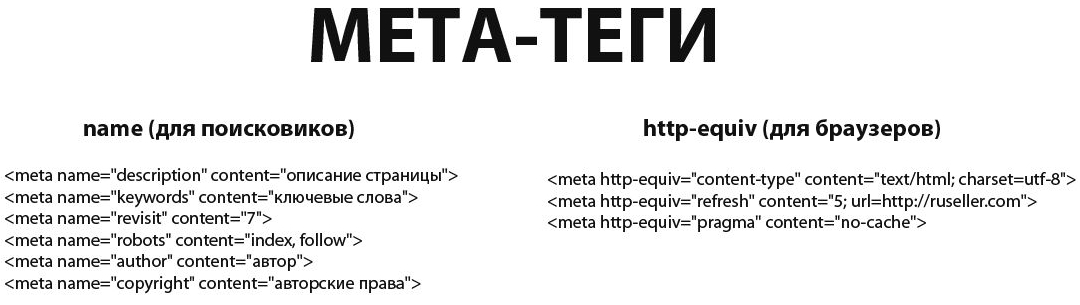 МЕТА-ТЕГИ
name (для поисковиков)
<meta name="description" content="описание страницы">
<meta name="keywords" content="ключевые слова">
<meta name="revisit" content="7">
<meta name="robots" content="index, follow">
<meta name="author" content="автор">
<meta name="copyright" content="авторские права">
http-equiv (для браузеров)
<meta http-equiv="content-type" content="text/html; charset=utf-8">
<meta http-equiv="refresh" content="5; url=http://ruseller.com">
<meta http-equiv="pragma" content="no-cache">